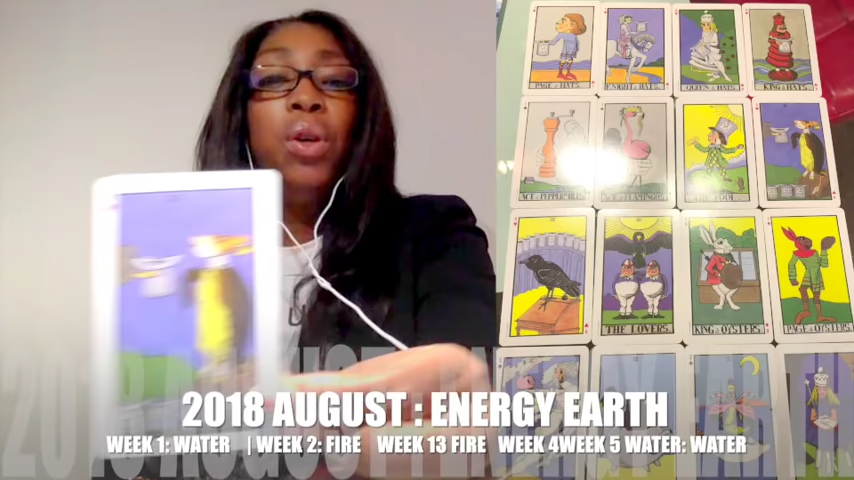 PAGE of HATS.
KNIGHT of HATS.
QUEEN of HATS.
KING of HATS.
ACE of PEPPERMILLS
THE FOOL
THE LOVERS.
KING of OYSTERS.
PAGE of OYSTERS.
2018 AUGUST : ENERGY EARTH
WEEK 1: WATER | WEEK 2: FIRE WEEK 13 FIRE WEEK 4WEEK 5 WATER: WATER